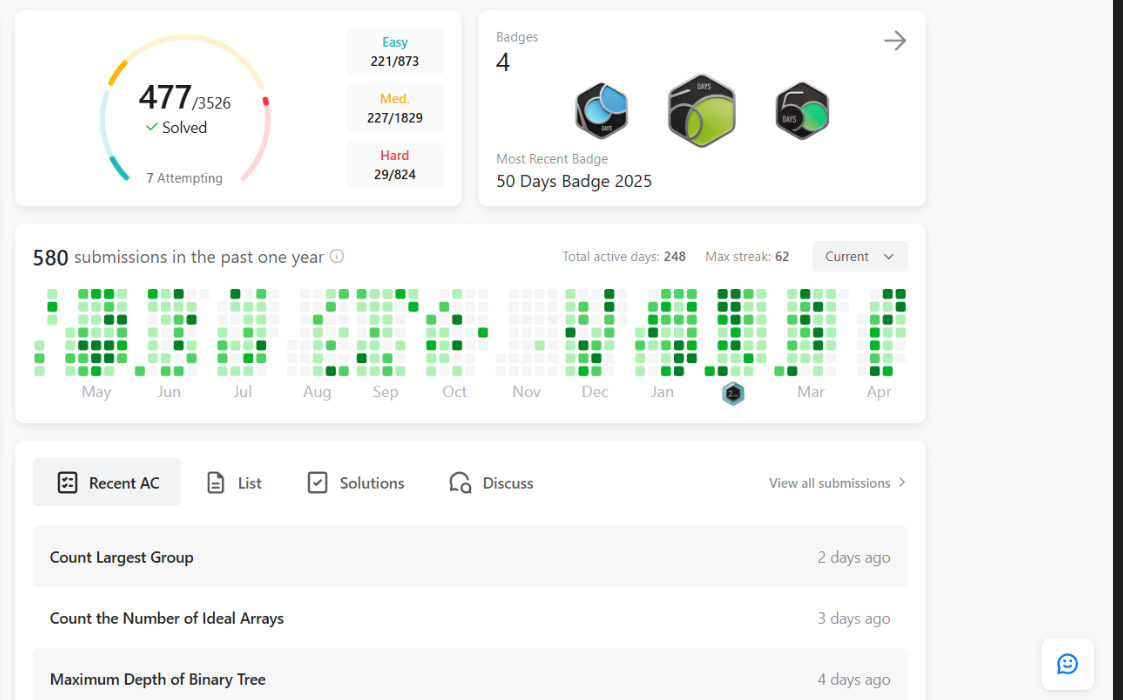 477/3526
Solved
7 Attempting
Easy
221/873
Med.
227/1829
Hard
29/824
Badges
4
DAYS
DAYS
50
DAYS
Most Recent Badge
50 Days Badge 2025
580 submissions in the past one year
Total active days: 248
Max streak: 62
Current
May Jun Jul Aug Sep Oct Nov Dec Jan Mar Apr
Recent AC
List
Solutions
Discuss
View all submissions
Count Largest Group 2 days ago
Count the Number of Ideal Arrays 3 days ago
Maximum Depth of Binary Tree 4 days ago